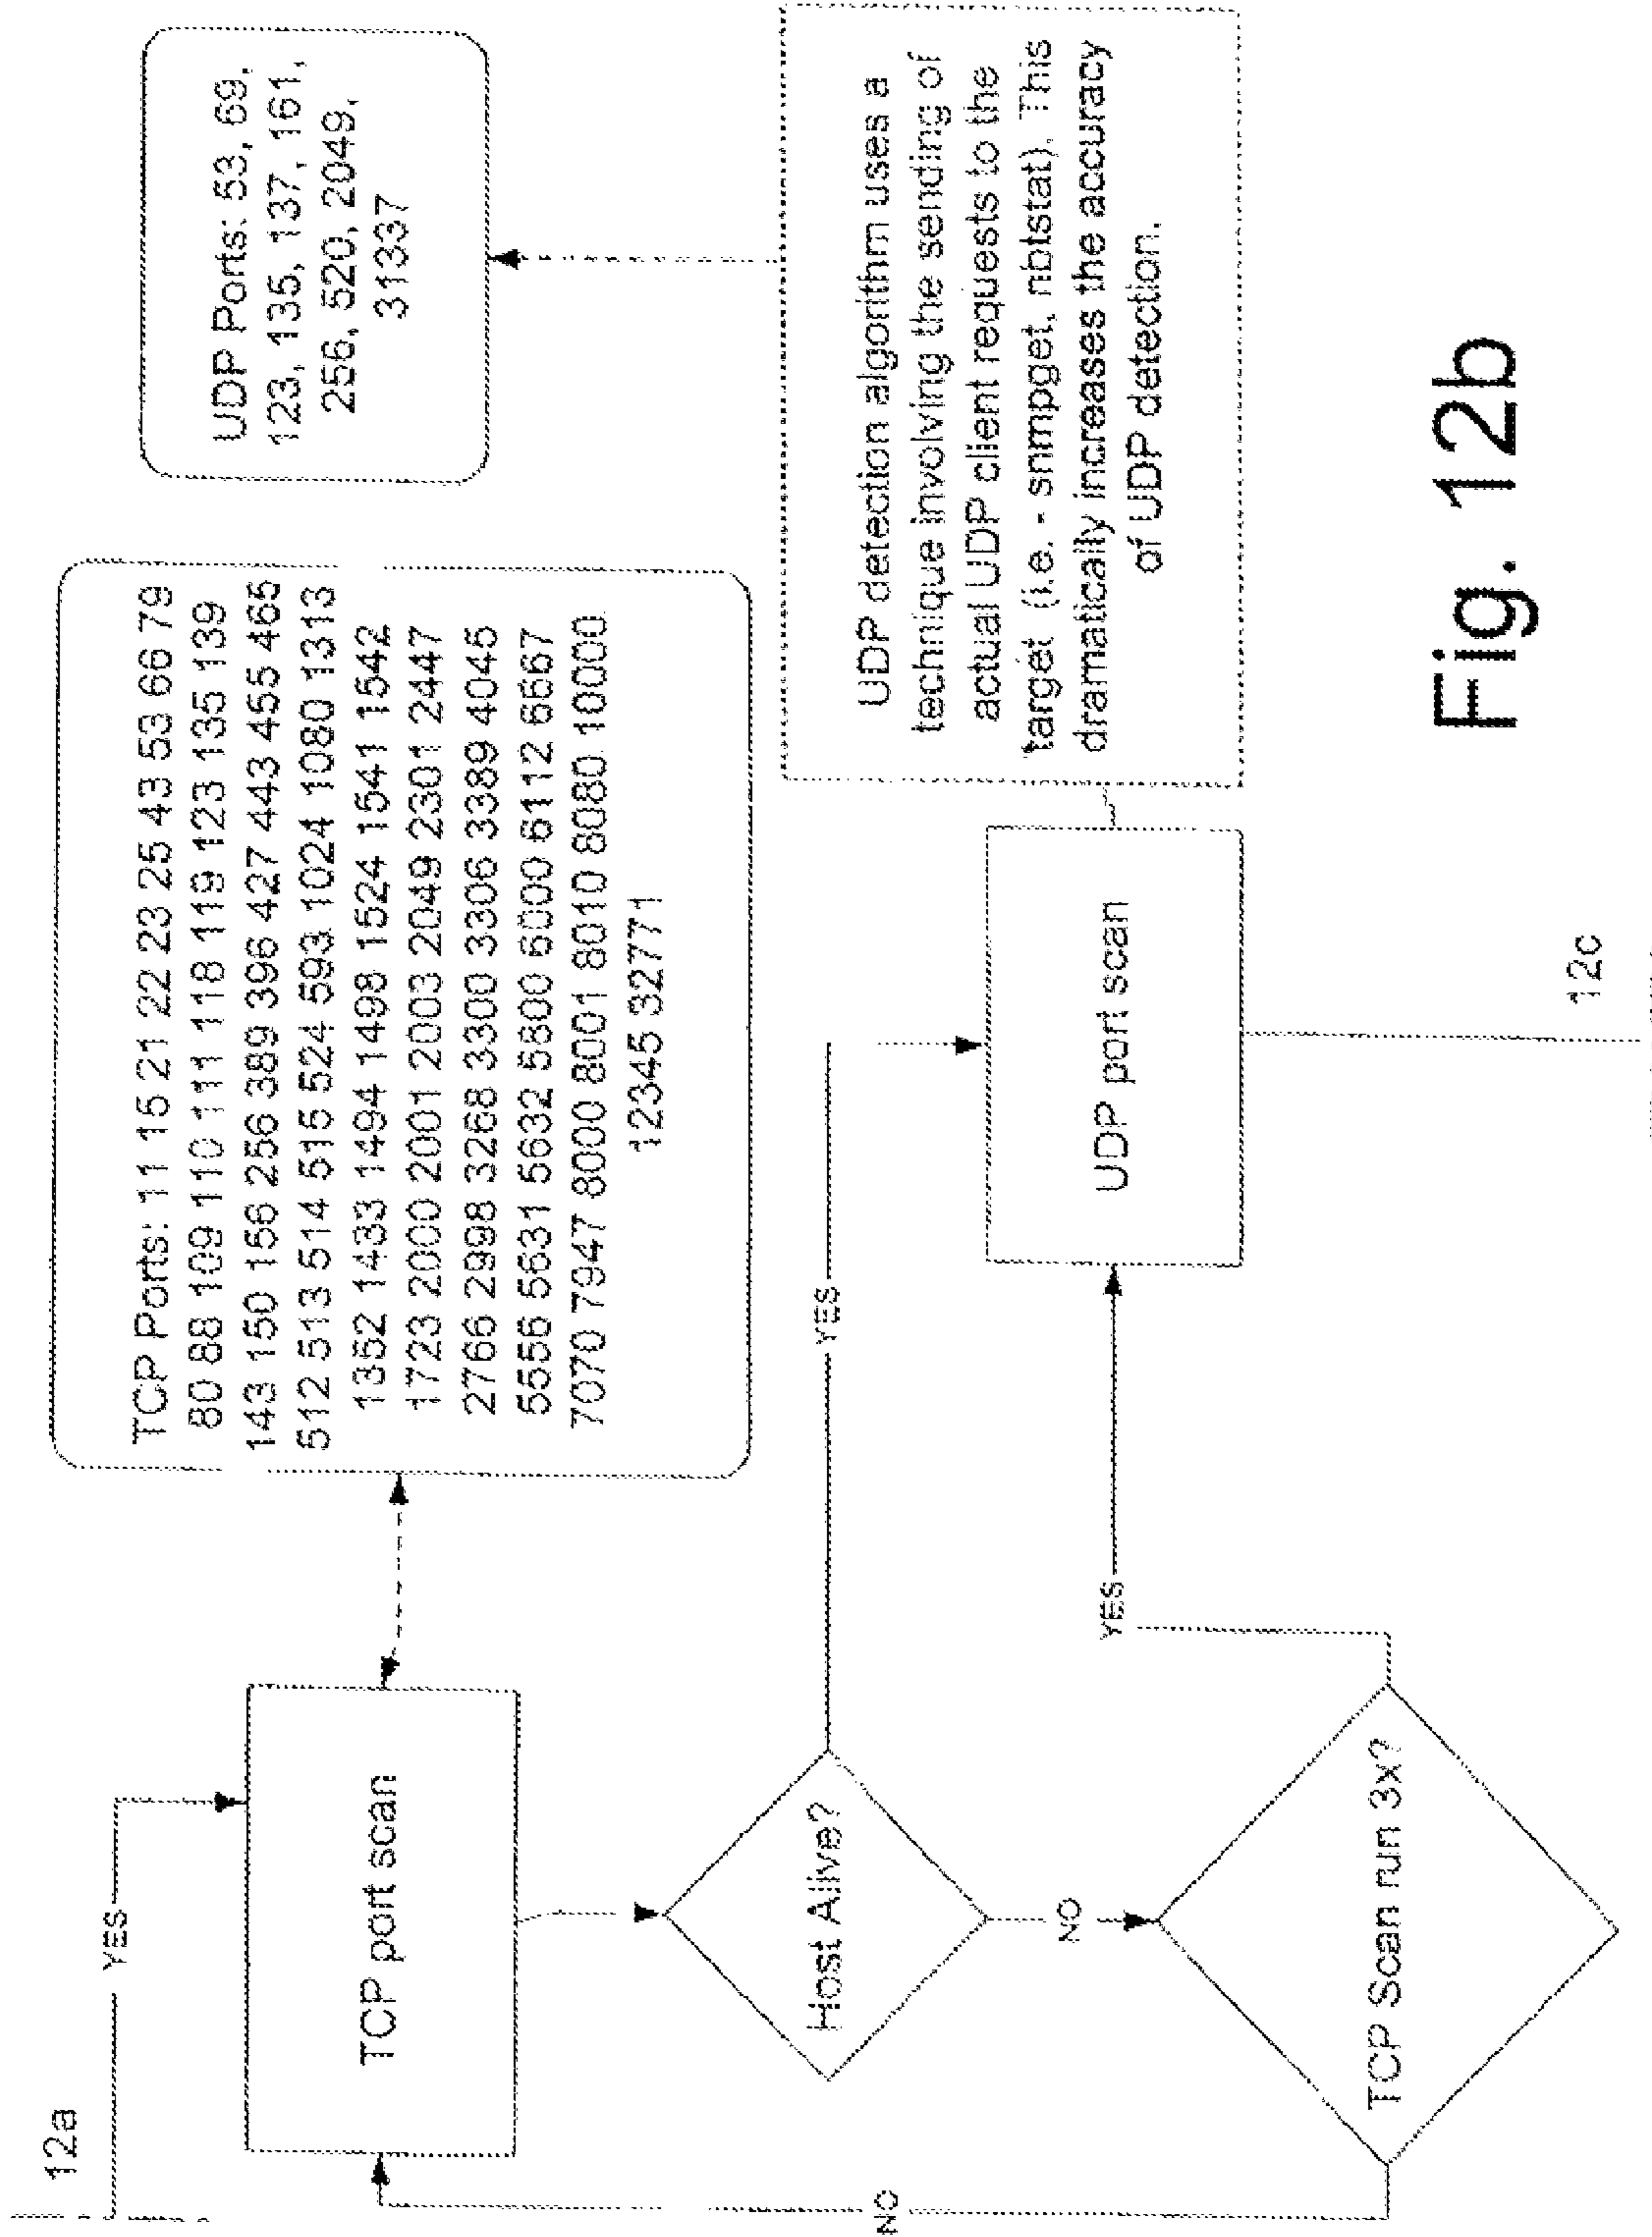 12a
YES
TCP port scan
TCP Ports: 11 15 21 22 23 25 43 53 66 79
80 88 109 110 111 118 119 123 135 139
143 150 156 256 389 396 427 443 455 465
512 513 514 515 524 593 1024 1080 1313
1352 1433 1494 1498 1524 1541 1542
1723 2000 2001 2003 2049 2301 2447
2766 2998 3268 3300 3306 3389 4045
5556 5631 5632 5800 6000 6112 6667
7070 7947 8000 8001 8010 8080 10000
12345 32771
UDP Ports: 53, 69,
123, 135, 137, 161,
256, 520, 2049,
31337
Host Alive?
YES
NO
TCP Scan run 3x?
YES
NO
UDP port scan
UDP detection algorithm uses a
technique involving the sending of
actual UDP client requests to the
target (i.e. - snmpget, nbtstat). This
dramatically increases the accuracy
of UDP detection.
12c
Fig. 12b